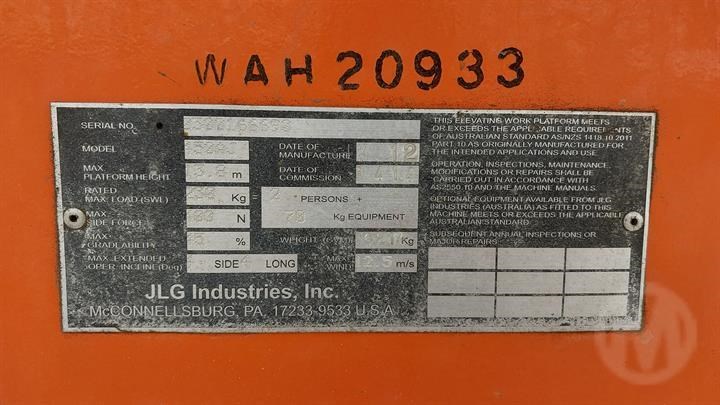 WAH20933
SERIAL NO.
MODEL
DATE OF MANUFACTURE 12
MAX PLATFORM HEIGHT m
DATE OF COMMISSION
RATED MAX. LOAD (SWL) Kg = 2 PERSONS +
MAX SIDE FORCE N Kg EQUIPMENT
MAX GRADEABILITY % WEIGHT (GVM) Kg
MAX. EXTENDED OPER. INCLINE (Deg) SIDE LONG MAX WIND m/s
JLG Industries, Inc.
McCONNELLSBURG, PA. 17233-9533 U.S.A.
THIS ELEVATING WORK PLATFORM MEETS
OR EXCEEDS THE APPLICABLE REQUIREMENTS
OF AUSTRALIAN STANDARD AS/NZS 1418.10:2011
PART 10 AS ORIGINALLY MANUFACTURED FOR
THE INTENDED APPLICATIONS AND USE.
OPERATION, INSPECTIONS, MAINTENANCE,
MODIFICATIONS OR REPAIRS SHALL BE
CARRIED OUT IN ACCORDANCE WITH
AS2550.10 AND THE MACHINE MANUALS.
OPTIONAL EQUIPMENT AVAILABLE FROM JLG
INDUSTRIES (AUSTRALIA) AS FITTED TO THIS
MACHINE MEETS OR EXCEEDS THE APPLICABLE
AUSTRALIAN STANDARD
SUBSEQUENT ANNUAL INSPECTIONS OR
MAJOR REPAIRS